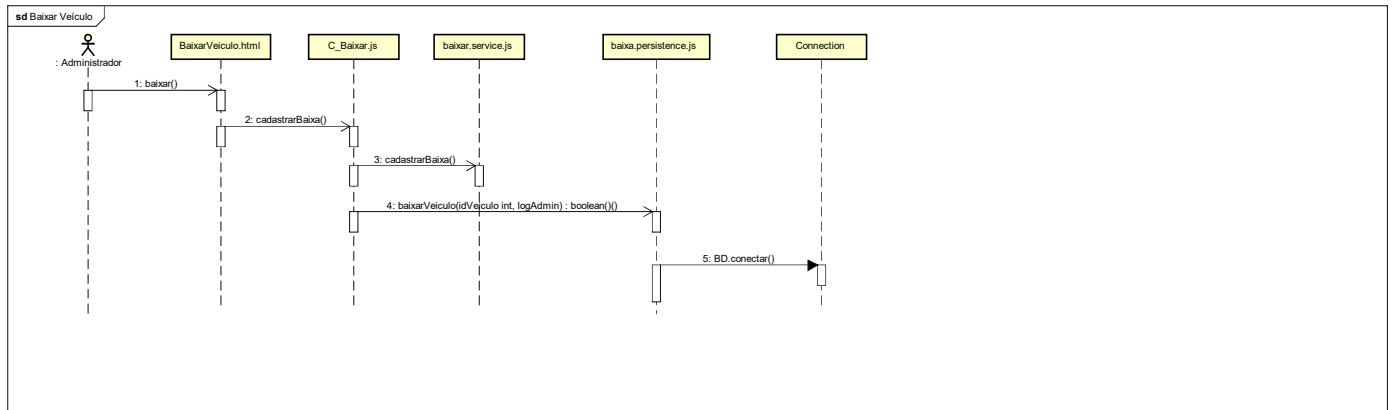 sd Baixar Veículo
: Administrador
BaixarVeiculo.html
C_Baixar.js
baixar.service.js
baixa.persistence.js
Connection
1: baixar()
2: cadastrarBaixa()
3: cadastrarBaixa()
4: baixarVeiculo(idVeiculo int, logAdmin) : boolean()()
5: BD.conectar()